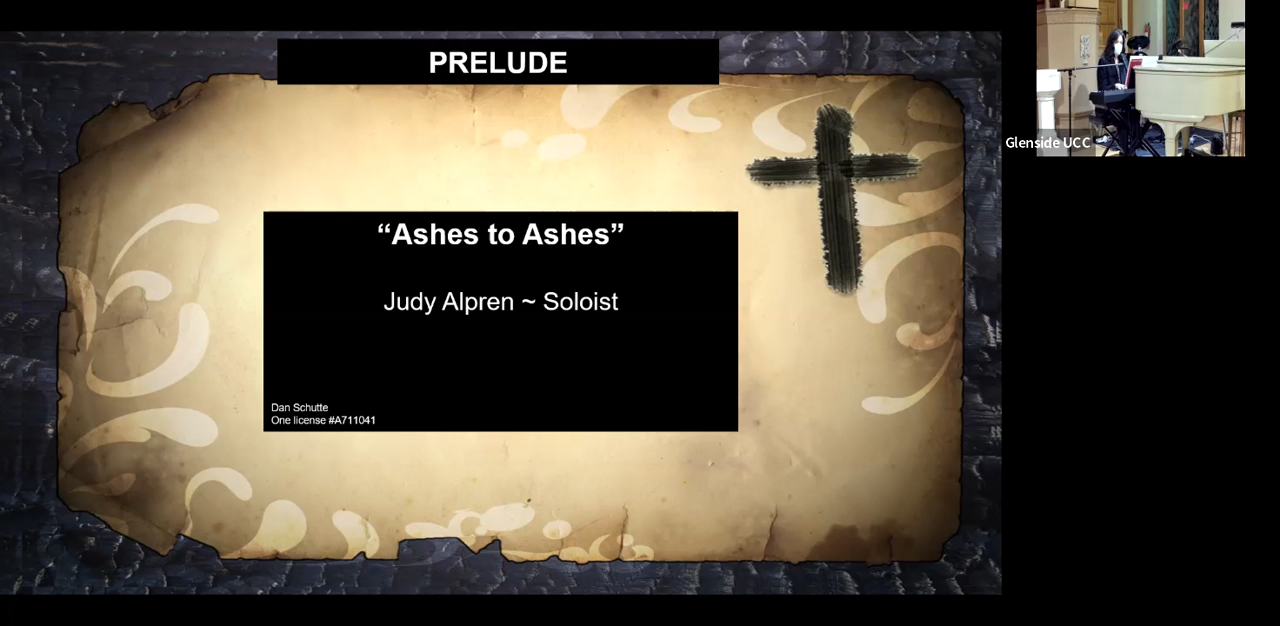 PRELUDE
“Ashes to Ashes”
Judy Alpren ~ Soloist
Dan Schutte
One license #A711041
Glenside UCC